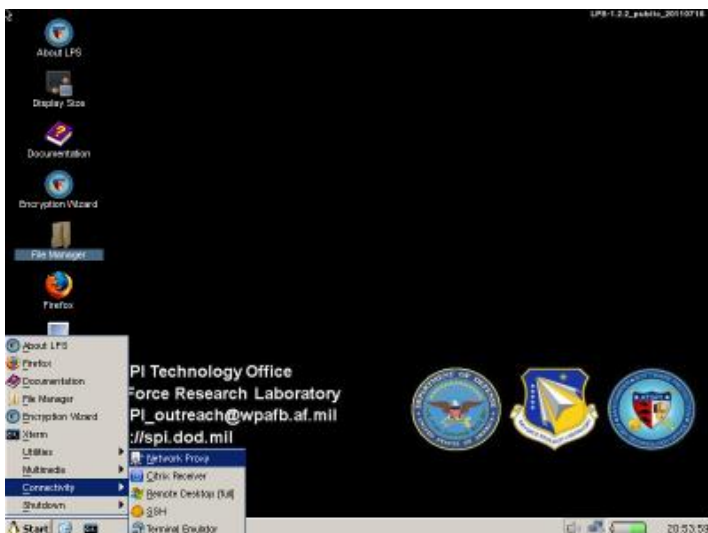 LPS-1.2.2_public_20110716
About LPS
Display Size
Documentation
Encryption Wizard
File Manager
Firefox
PI Technology Office
Force Research Laboratory
PI_outreach@wpafb.af.mil
://spi.dod.mil
About LPS
Firefox
Documentation
File Manager
Encryption Wizard
Xterm
Utilities
Multimedia
Connectivity
Shutdown
Network Proxy
Citrix Receiver
Remote Desktop (full)
SSH
Terminal Emulator
Start
20:53:59